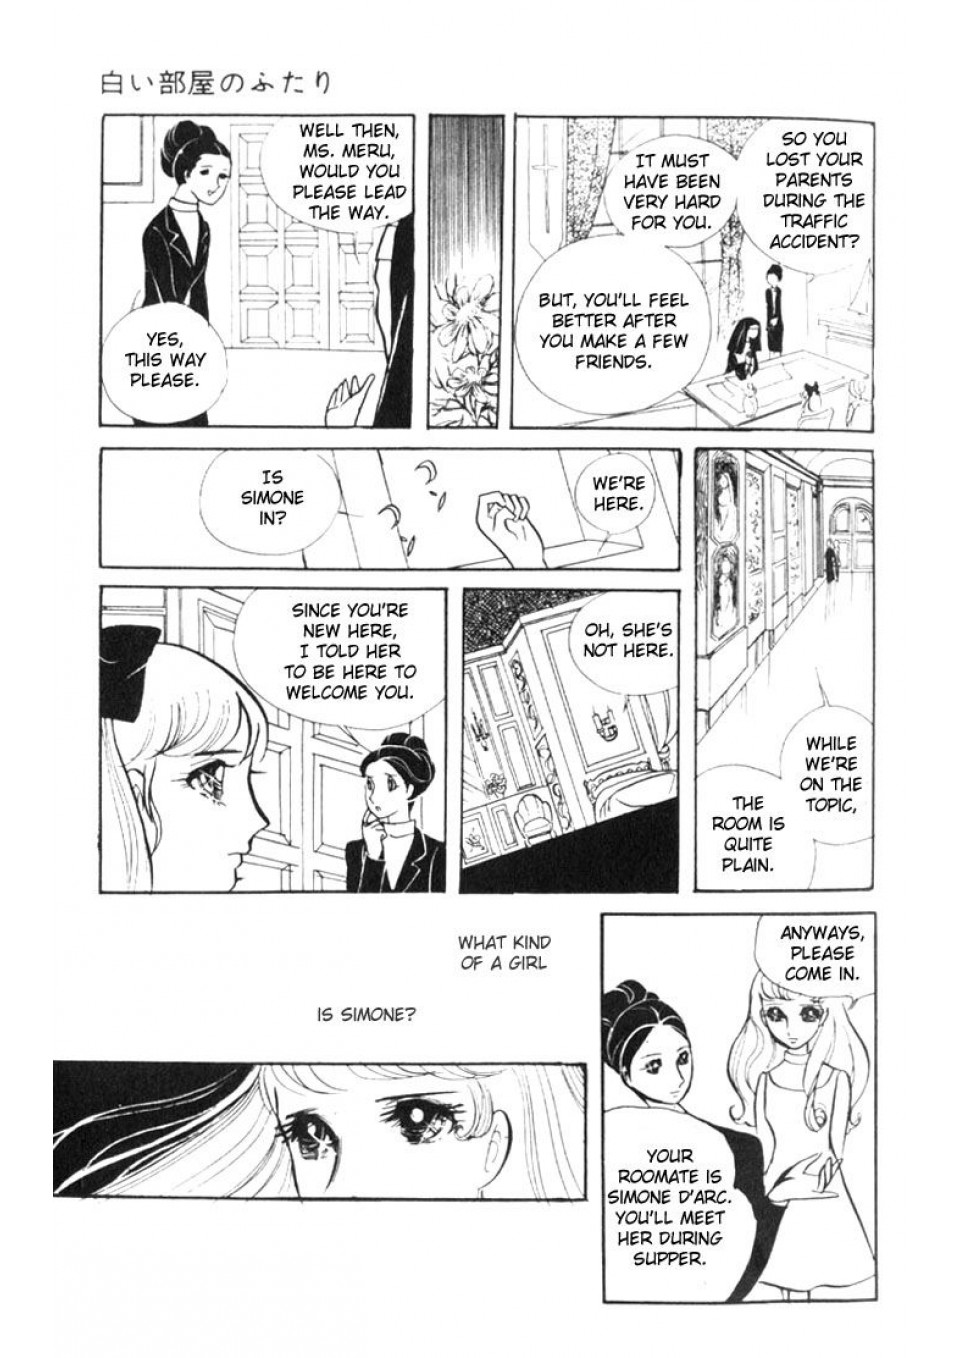 白い部屋のふたり
SO YOU
LOST YOUR
PARENTS
DURING THE
TRAFFIC
ACCIDENT?
IT MUST
HAVE BEEN
VERY HARD
FOR YOU.
BUT, YOU'LL FEEL
BETTER AFTER
YOU MAKE A FEW
FRIENDS.
WELL THEN,
MS. MERU,
WOULD YOU
PLEASE LEAD
THE WAY.
YES,
THIS WAY
PLEASE.
WHILE
WE'RE
ON THE
TOPIC,
THE
ROOM IS
QUITE
PLAIN.
WE'RE
HERE.
IS
SIMONE
IN?
OH, SHE'S
NOT HERE.
SINCE YOU'RE
NEW HERE,
I TOLD HER
TO BE HERE TO
WELCOME YOU.
ANYWAYS,
PLEASE
COME IN.
YOUR
ROOMATE IS
SIMONE D'ARC.
YOU'LL MEET
HER DURING
SUPPER.
WHAT KIND
OF A GIRL
IS SIMONE?